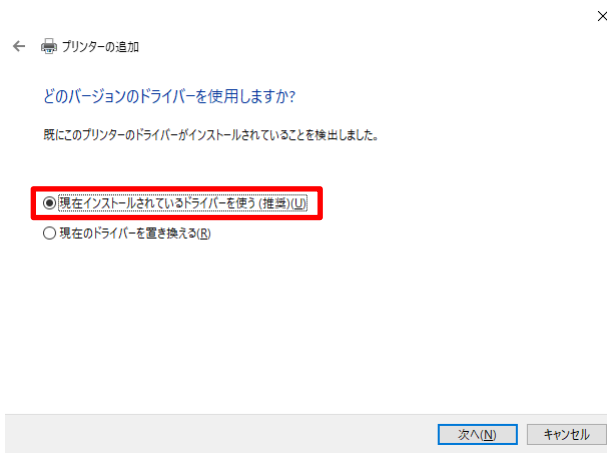 プリンターの追加
どのバージョンのドライバーを使用しますか?
既にこのプリンターのドライバーがインストールされていることを検出しました。
現在インストールされているドライバーを使う(推奨)(U)
現在のドライバーを置き換える(R)
次へ(N) キャンセル